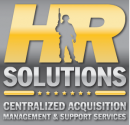 HR
SOLUTIONS
CENTRALIZED ACQUISITION
MANAGEMENT & SUPPORT SERVICES